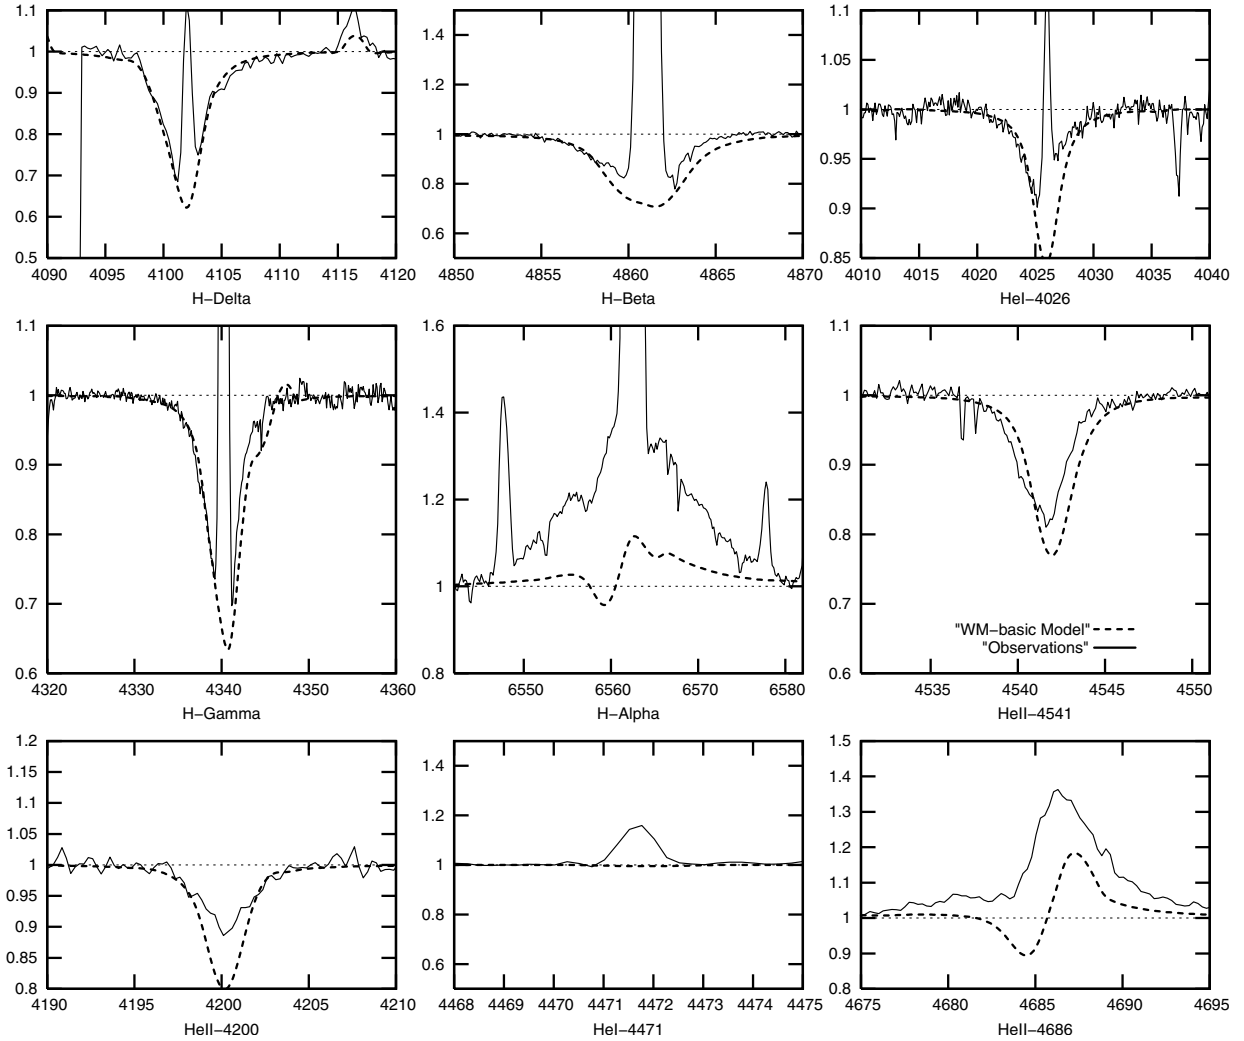 1.1
1
0.9
0.8
0.7
0.6
0.5
4090 4095 4100 4105 4110 4115 4120
H−Delta
1.4
1.2
1
0.8
0.6
4850 4855 4860 4865 4870
H−Beta
1.1
1.05
1
0.95
0.9
0.85
4010 4015 4020 4025 4030 4035 4040
HeI−4026
1.1
1
0.9
0.8
0.7
0.6
4320 4330 4340 4350 4360
H−Gamma
1.6
1.4
1.2
1
0.8
6550 6560 6570 6580
H−Alpha
1.1
1
0.9
0.8
0.7
0.6
"WM−basic Model"
"Observations"
4535 4540 4545 4550
HeII−4541
1.2
1.15
1.1
1.05
1
0.95
0.9
0.85
0.8
4190 4195 4200 4205 4210
HeII−4200
1.4
1.2
1
0.8
0.6
4468 4469 4470 4471 4472 4473 4474 4475
HeI−4471
1.5
1.4
1.3
1.2
1.1
1
0.9
0.8
4675 4680 4685 4690 4695
HeII−4686